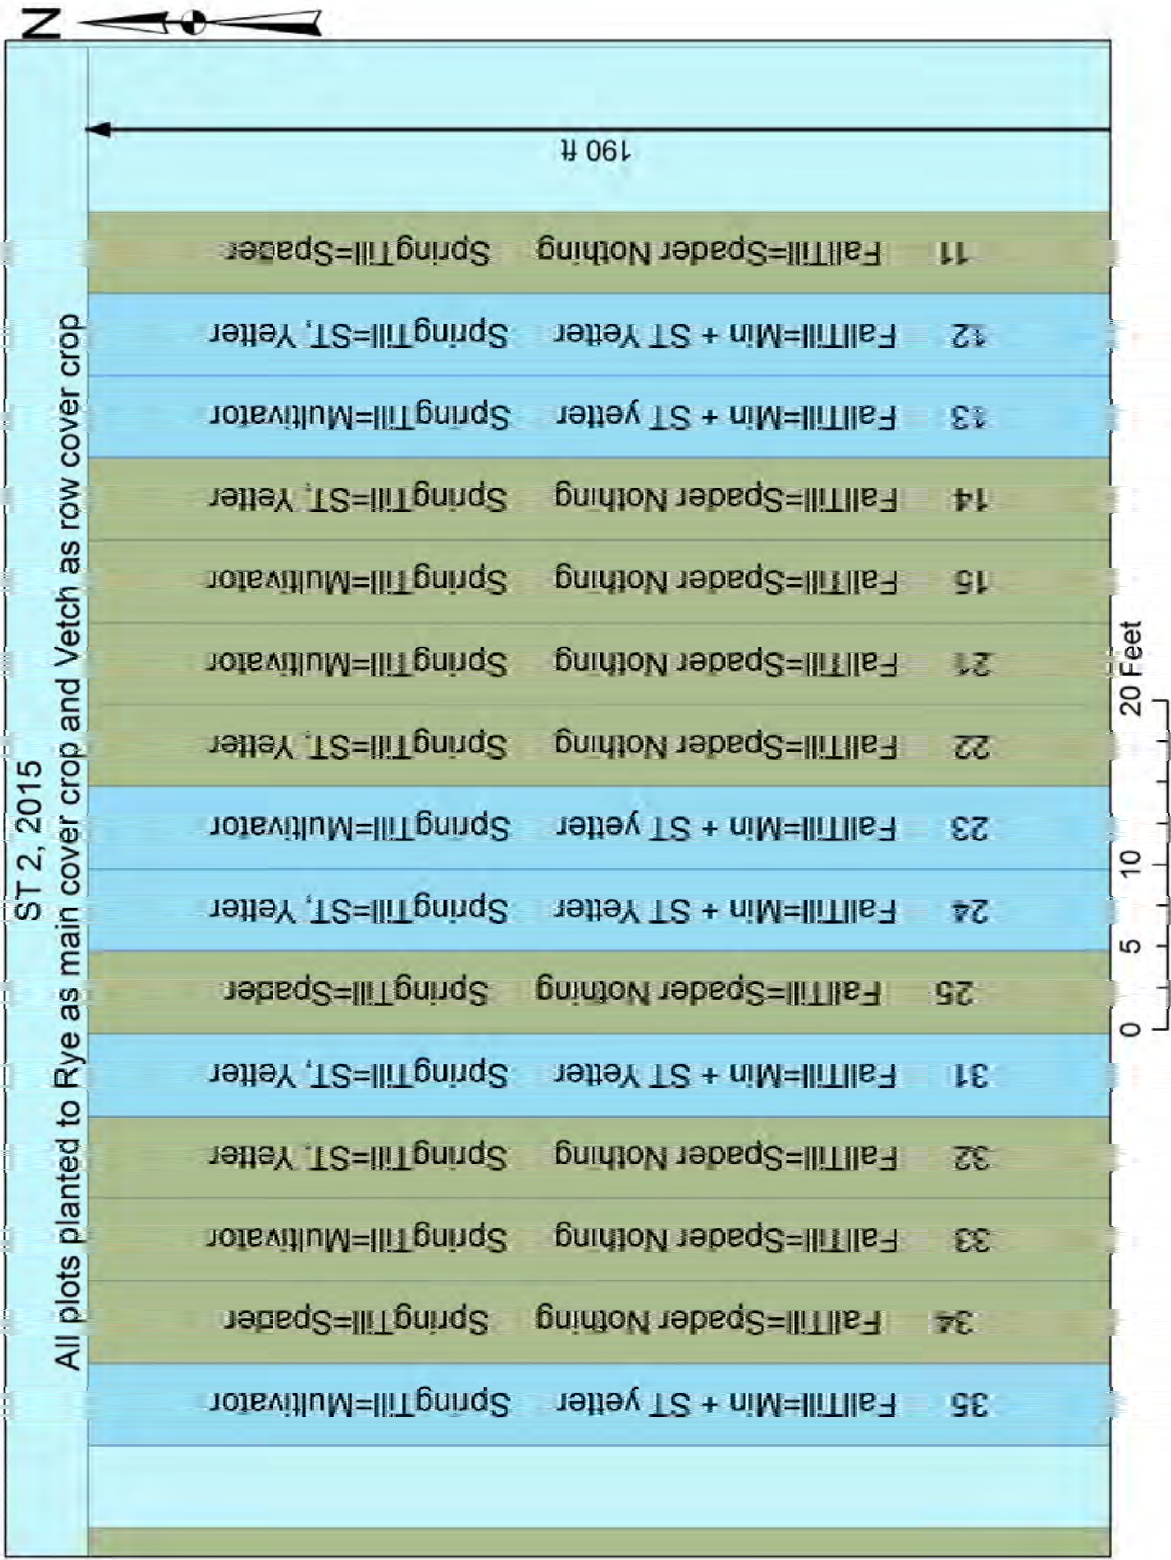 N
ST 2, 2015
All plots planted to Rye as main cover crop and Vetch as row cover crop
190 ft
11 FallTill=Spader Nothing SpringTill=Spader
12 FallTill=Min + ST Yetter SpringTill=ST, Yetter
13 FallTill=Min + ST yetter SpringTill=Multivator
14 FallTill=Spader Nothing SpringTill=ST, Yetter
15 FallTill=Spader Nothing SpringTill=Multivator
21 FallTill=Spader Nothing SpringTill=Multivator
22 FallTill=Spader Nothing SpringTill=ST, Yetter
23 FallTill=Min + ST yetter SpringTill=Multivator
24 FallTill=Min + ST Yetter SpringTill=ST, Yetter
25 FallTill=Spader Nothing SpringTill=Spader
31 FallTill=Min + ST Yetter SpringTill=ST, Yetter
32 FallTill=Spader Nothing SpringTill=ST, Yetter
33 FallTill=Spader Nothing SpringTill=Multivator
34 FallTill=Spader Nothing SpringTill=Spader
35 FallTill=Min + ST yetter SpringTill=Multivator
0 5 10 20 Feet